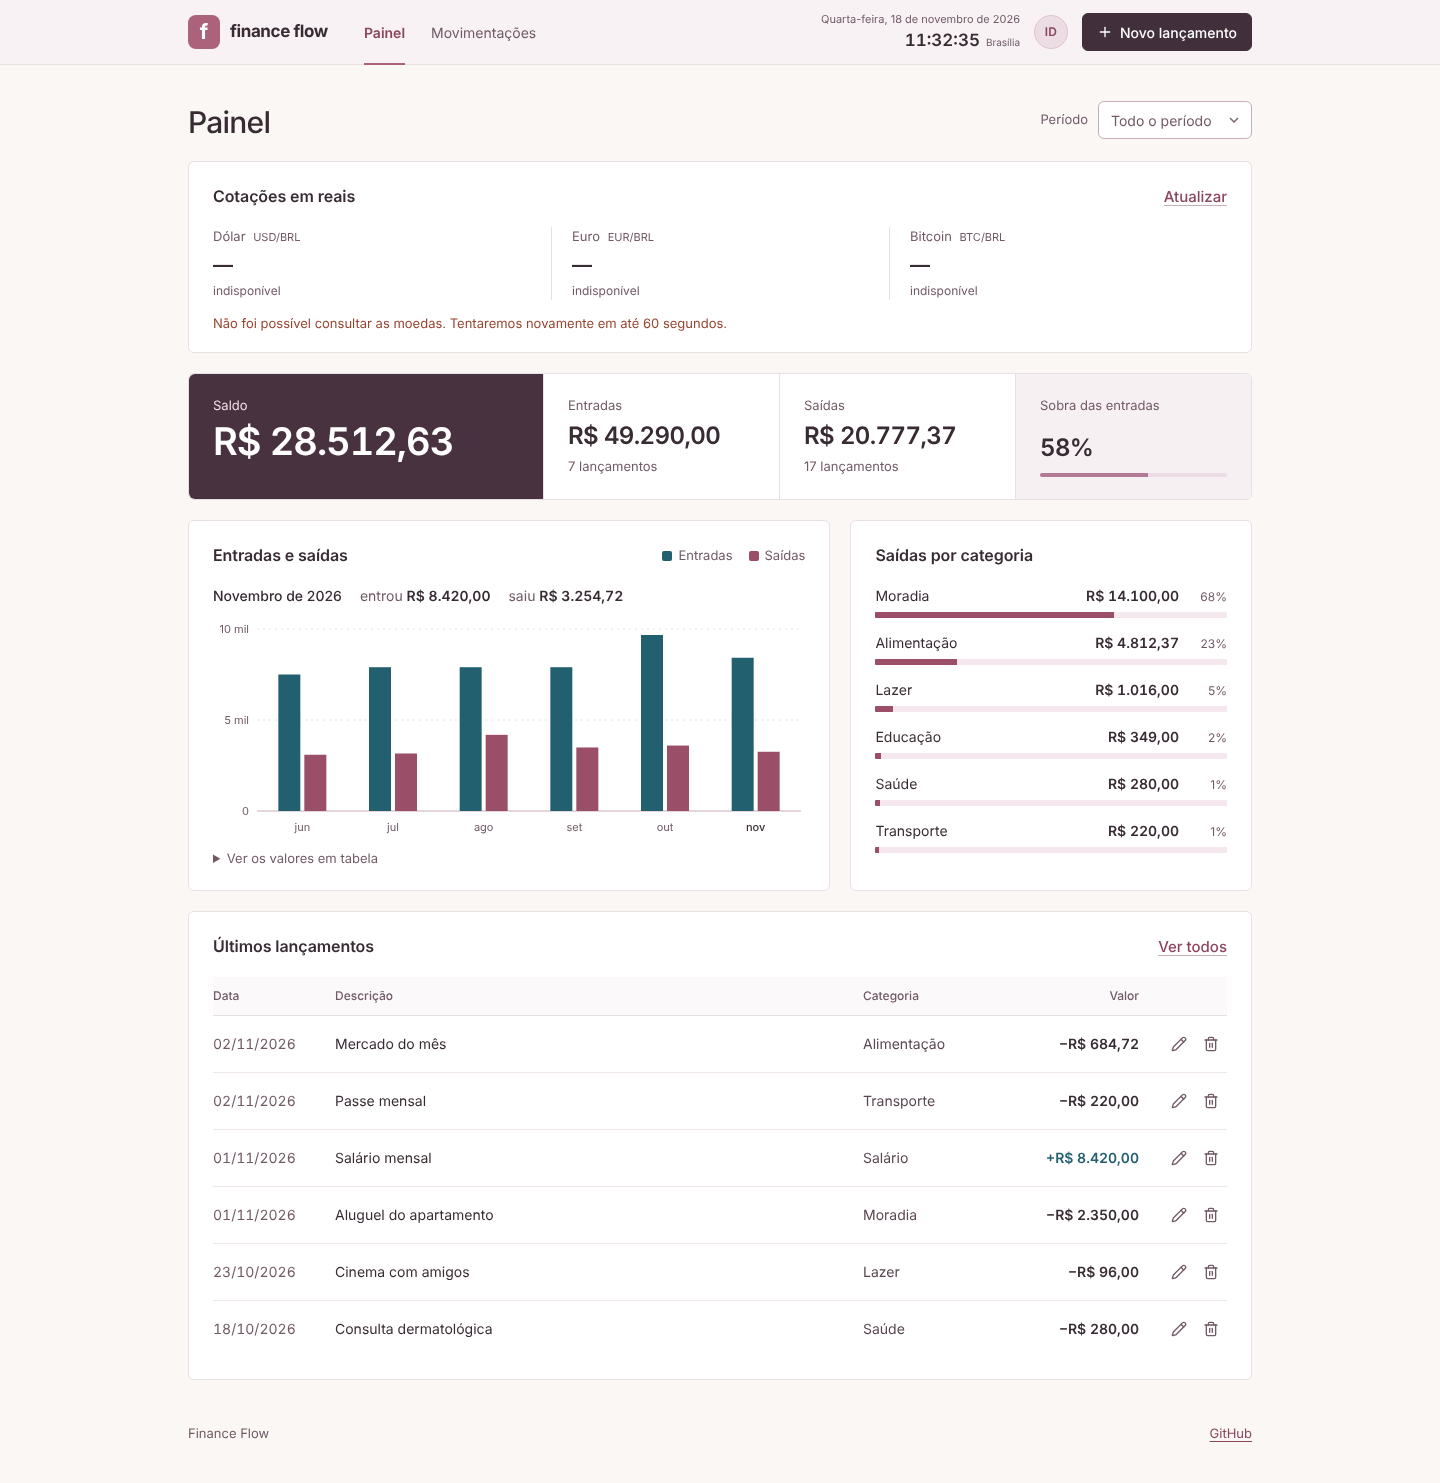 f finance flow Painel Movimentações Quarta-feira, 18 de novembro de 2026
11:32:35 Brasília ID + Novo lançamento
Painel Período Todo o período
Cotações em reais Atualizar
Dólar USD/BRL Euro EUR/BRL Bitcoin BTC/BRL
— — —
indisponível indisponível indisponível
Não foi possível consultar as moedas. Tentaremos novamente em até 60 segundos.
Saldo Entradas Saídas Sobra das entradas
R$ 28.512,63 R$ 49.290,00 R$ 20.777,37 58%
7 lançamentos 17 lançamentos
Entradas e saídas Entradas Saídas
Novembro de 2026 entrou R$ 8.420,00 saiu R$ 3.254,72
10 mil
5 mil
0
jun jul ago set out nov
Ver os valores em tabela
Saídas por categoria
Moradia R$ 14.100,00 68%
Alimentação R$ 4.812,37 23%
Lazer R$ 1.016,00 5%
Educação R$ 349,00 2%
Saúde R$ 280,00 1%
Transporte R$ 220,00 1%
Últimos lançamentos Ver todos
Data Descrição Categoria Valor
02/11/2026 Mercado do mês Alimentação −R$ 684,72
02/11/2026 Passe mensal Transporte −R$ 220,00
01/11/2026 Salário mensal Salário +R$ 8.420,00
01/11/2026 Aluguel do apartamento Moradia −R$ 2.350,00
23/10/2026 Cinema com amigos Lazer −R$ 96,00
18/10/2026 Consulta dermatológica Saúde −R$ 280,00
Finance Flow GitHub